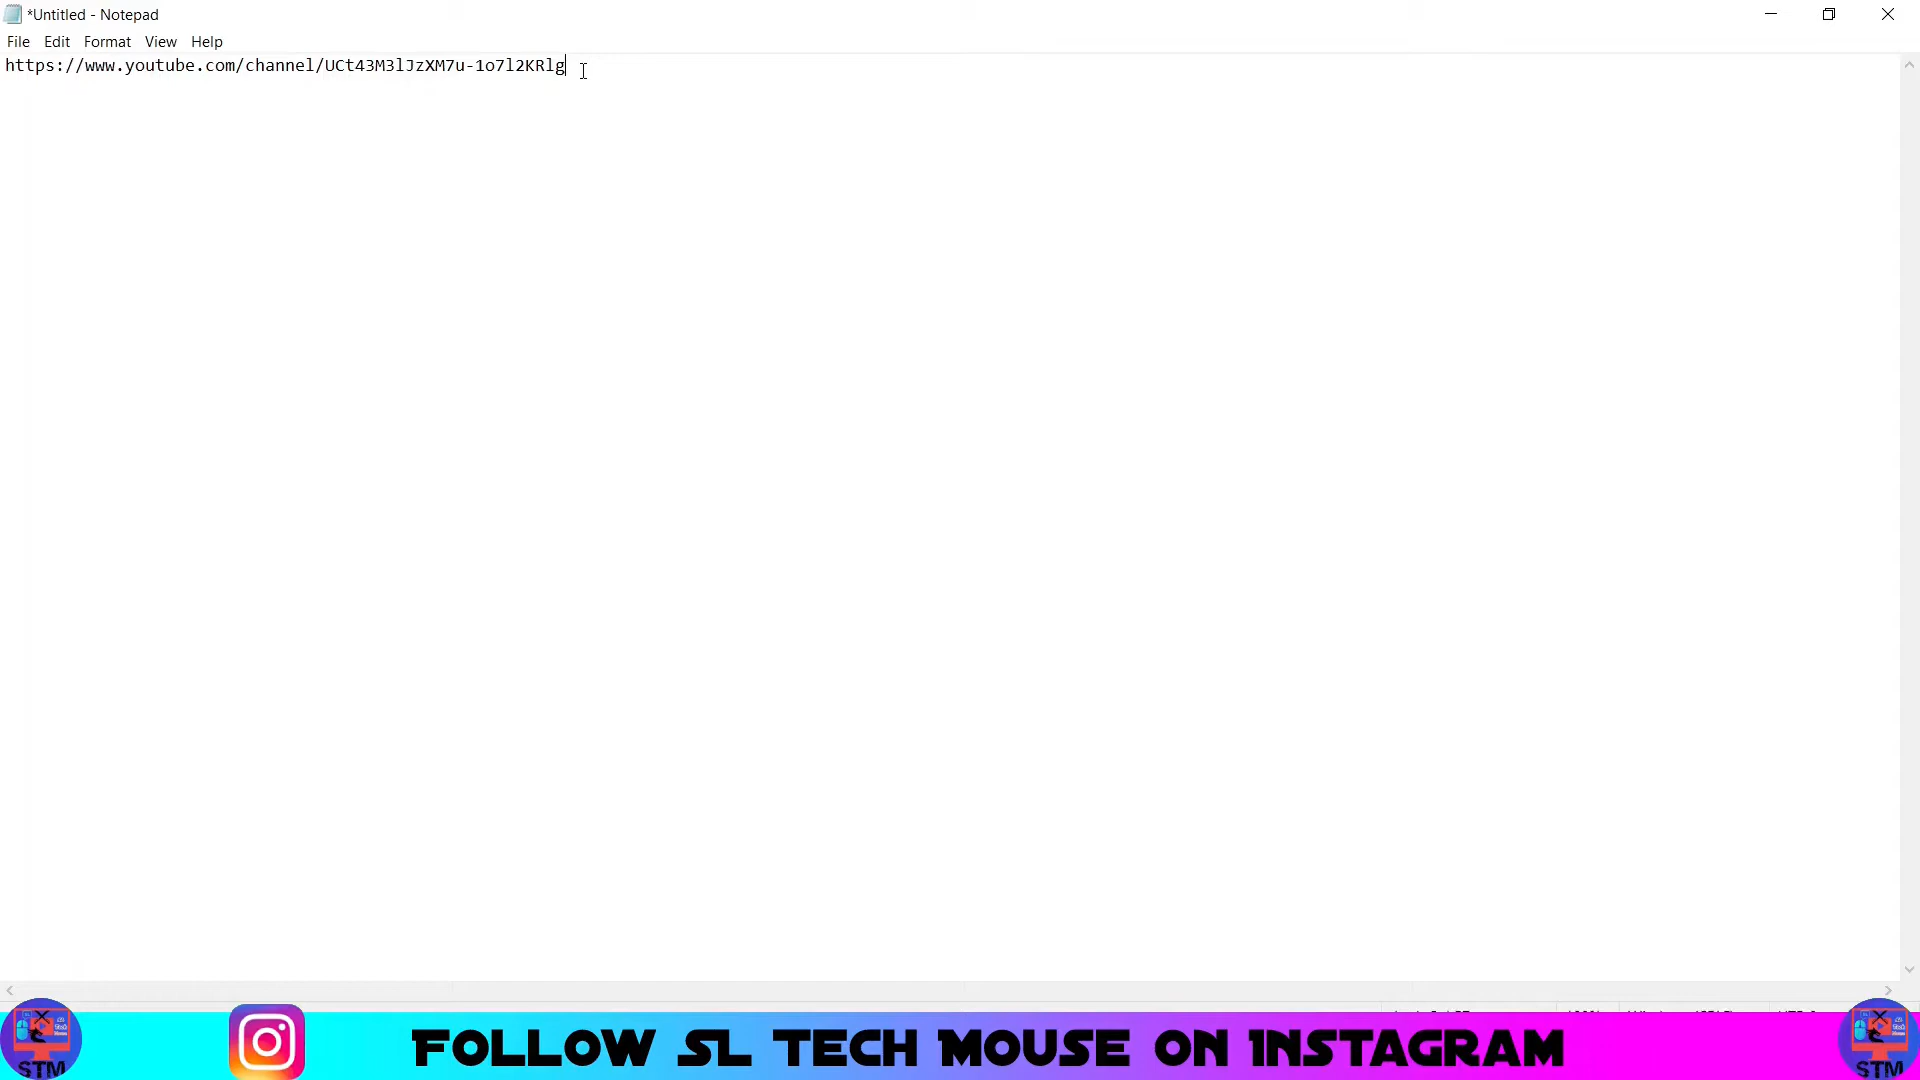 *Untitled - Notepad
File Edit Format View Help
https://www.youtube.com/channel/UCt43M3lJzXM7u-1o7l2KRlg
FOLLOW SL TECH MOUSE ON INSTAGRAM
STM
STM